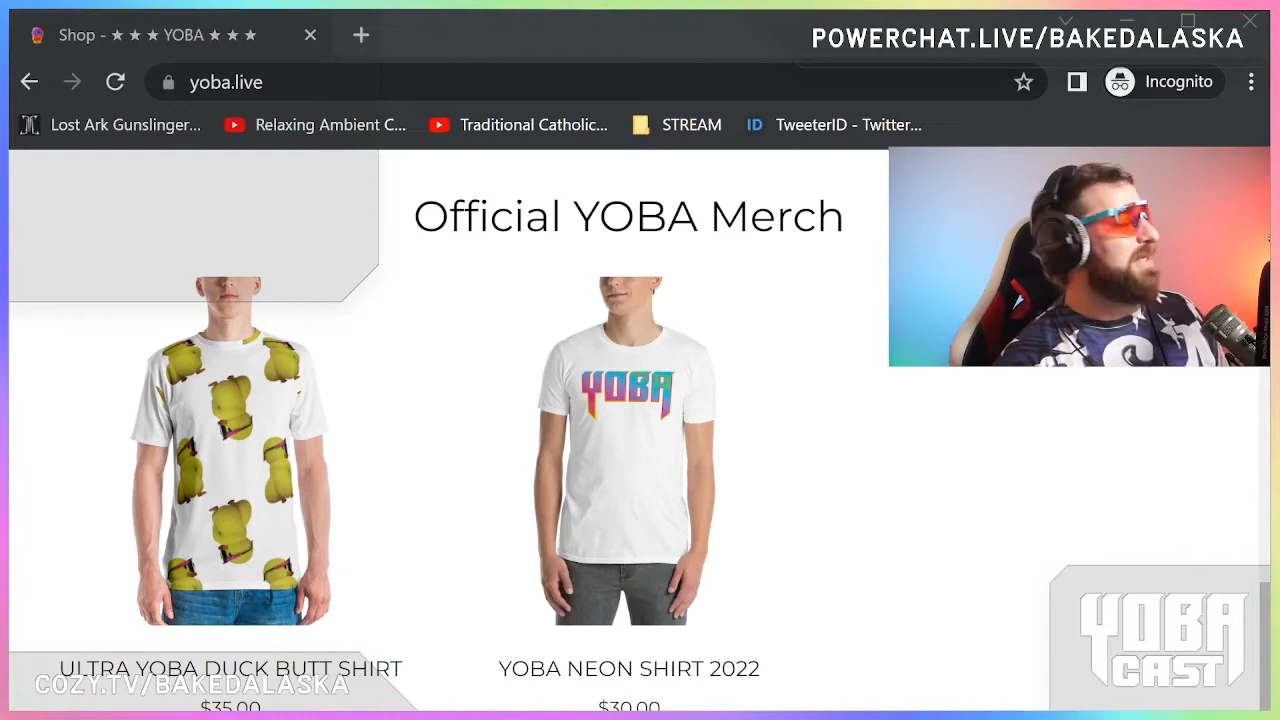 Shop - ★ ★ ★ YOBA ★ ★ ★
POWERCHAT.LIVE/BAKEDALASKA
yoba.live
Incognito
Lost Ark Gunslinger...
Relaxing Ambient C...
Traditional Catholic...
STREAM
ID TweeterID - Twitter...
Official YOBA Merch
YOBA
ULTRA YOBA DUCK BUTT SHIRT
YOBA NEON SHIRT 2022
COZY.TV/BAKEDALASKA
$35.00
$30.00
YOBA
CAST